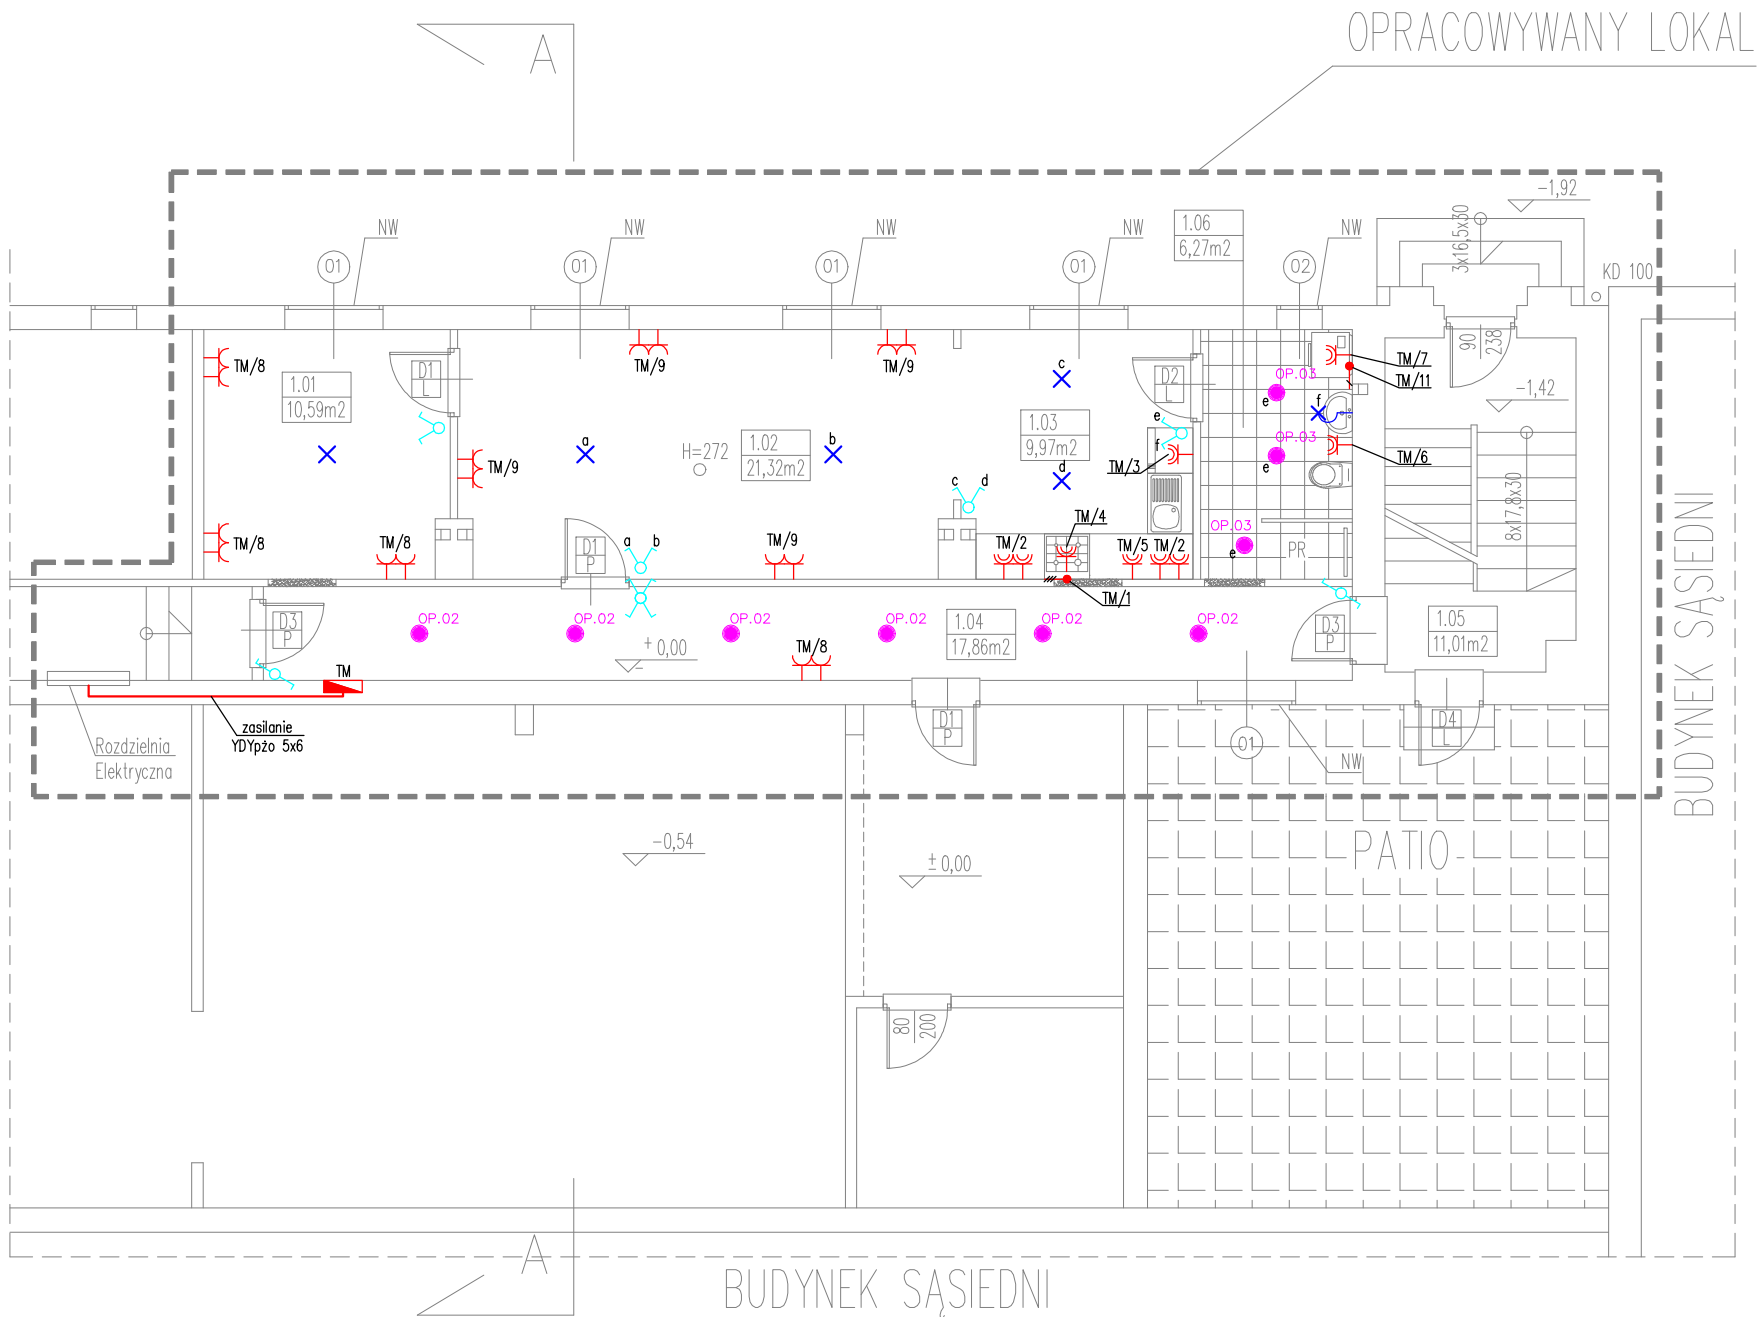 OPRACOWYWANY LOKAL
A
-1,92
3x16,5x30
1.06
6,27m2
NW
NW
NW
NW
NW
O1
O1
O1
O1
O2
KD 100
90
238
-1,42
TM/8
1.01
10,59m2
D1
L
TM/9
TM/9
c
D2
L
OP.03
e
TM/7
TM/11
f
a
b
H=272
1.02
21,32m2
1.03
9,97m2
e
f
OP.03
e
TM/9
TM/3
TM/6
d
c
d
8x17,8x30
TM/8
TM/8
D1
P
a
b
TM/9
TM/2
TM/4
TM/5
TM/2
OP.03
e
PR
TM/1
BUDYNEK SĄSIEDNI
D3
P
OP.02
OP.02
OP.02
OP.02
OP.02
OP.02
1.04
17,86m2
D3
P
1.05
11,01m2
± 0,00
TM/8
TM
zasilanie
YDYpżo 5x6
Rozdzielnia
Elektryczna
D1
P
O1
NW
D4
L
PATIO
-0,54
± 0,00
80
200
A
BUDYNEK SĄSIEDNI